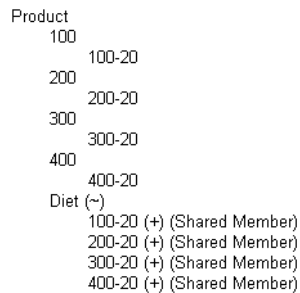 Product
100
100-20
200
200-20
300
300-20
400
400-20
Diet (~)
100-20 (+) (Shared Member)
200-20 (+) (Shared Member)
300-20 (+) (Shared Member)
400-20 (+) (Shared Member)